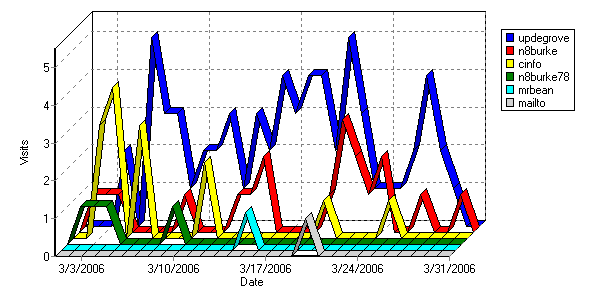 updegrove
n8burke
cinfo
n8burke78
mrbean
mailto
Visits
5
4
3
2
1
0
3/3/2006 3/10/2006 3/17/2006 3/24/2006 3/31/2006
Date